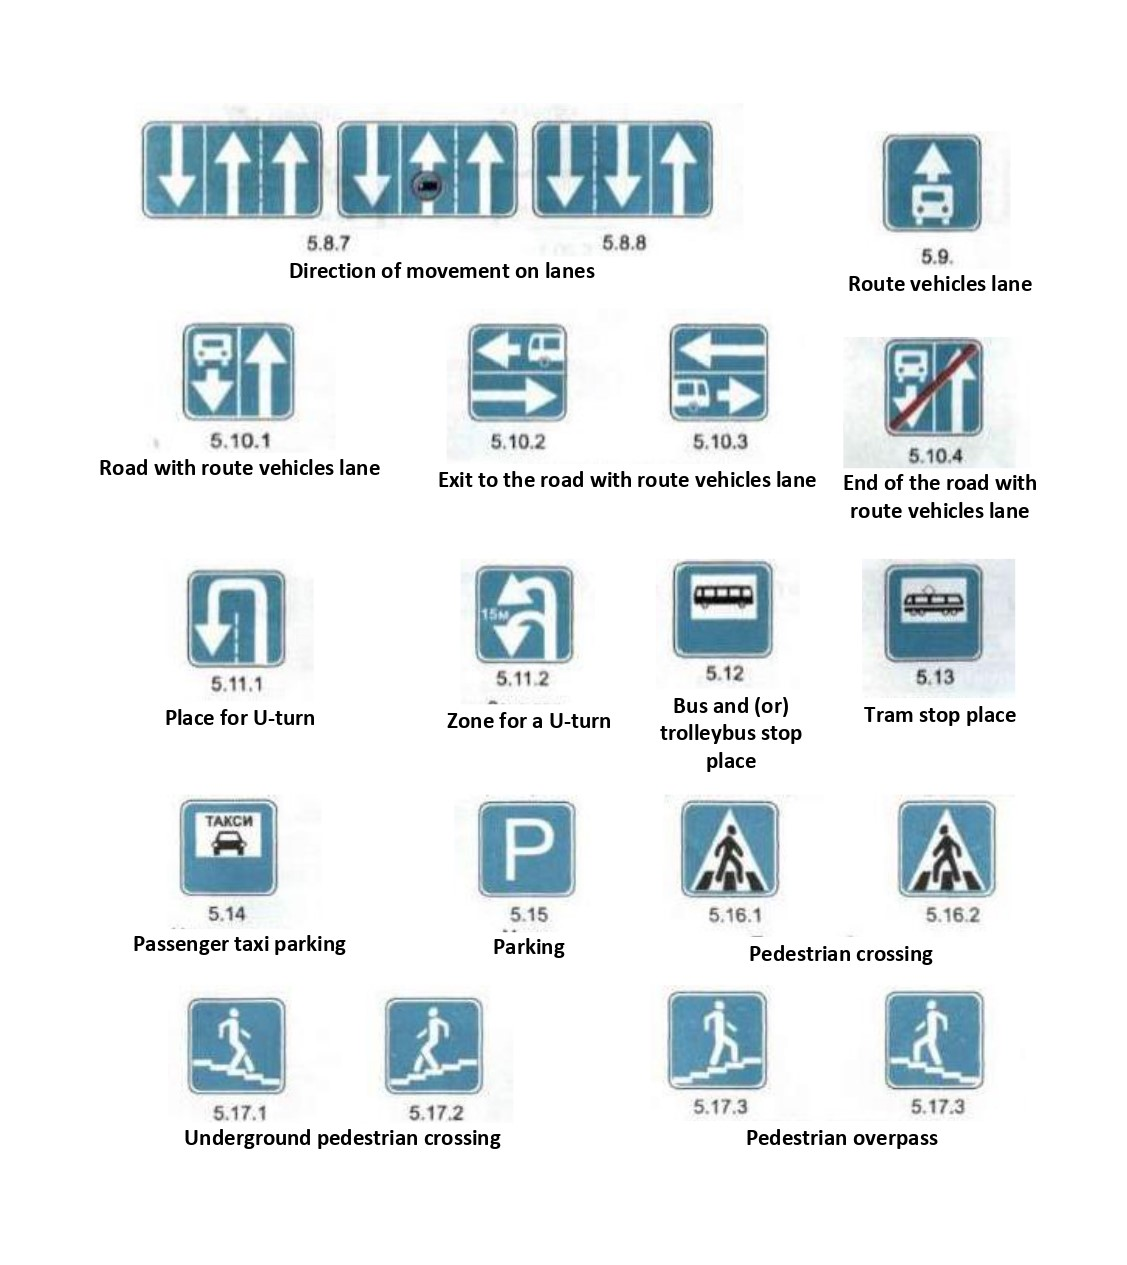 5.8.7
5.8.8
Direction of movement on lanes
5.9.
Route vehicles lane
5.10.1
Road with route vehicles lane
5.10.2
5.10.3
Exit to the road with route vehicles lane
5.10.4
End of the road with
route vehicles lane
5.11.1
Place for U-turn
15м
5.11.2
Zone for a U-turn
5.12
Bus and (or)
trolleybus stop
place
5.13
Tram stop place
ТАКСИ
5.14
Passenger taxi parking
P
5.15
Parking
5.16.1
5.16.2
Pedestrian crossing
5.17.1
5.17.2
Underground pedestrian crossing
5.17.3
5.17.3
Pedestrian overpass